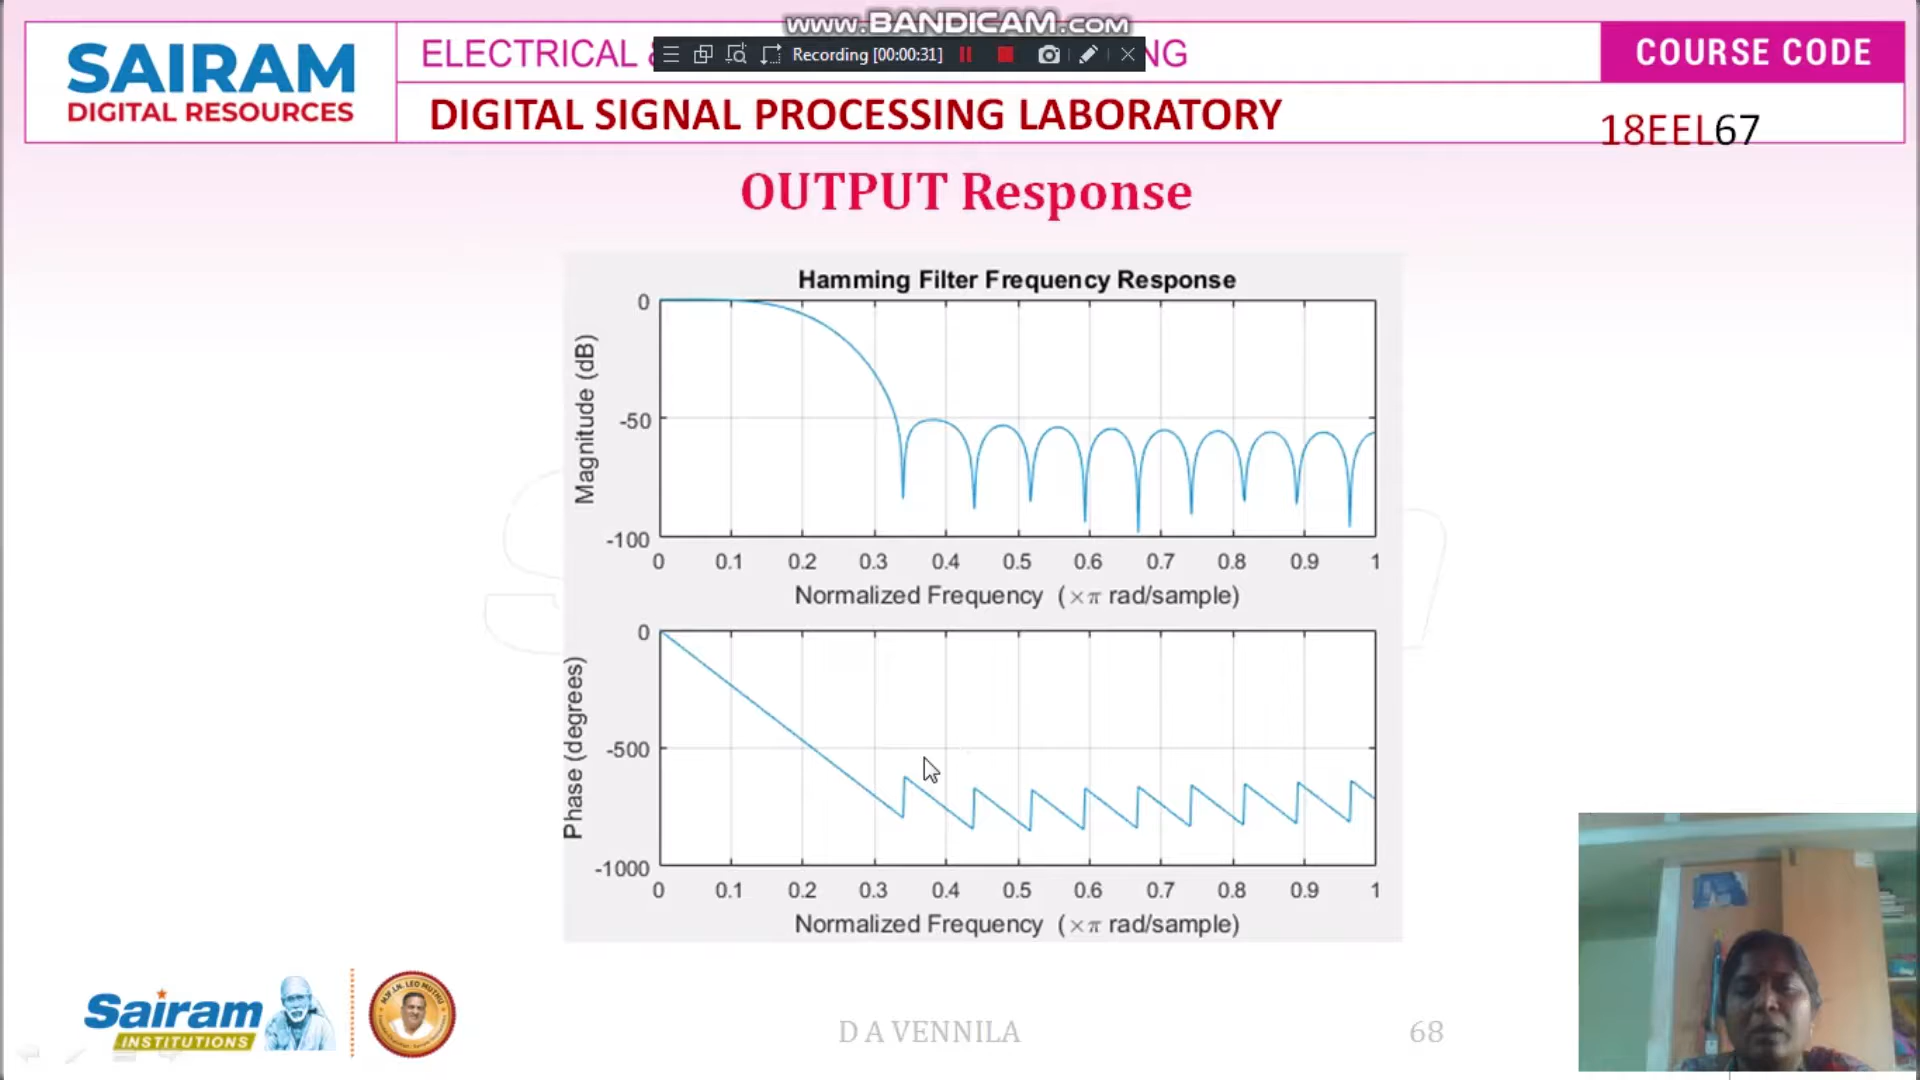 www.BANDICAM.com
SAIRAM
DIGITAL RESOURCES
ELECTRICAL
Recording [00:00:31]
NG
COURSE CODE
DIGITAL SIGNAL PROCESSING LABORATORY
18EEL67
OUTPUT Response
Hamming Filter Frequency Response
Magnitude (dB)
0
-50
-100
0 0.1 0.2 0.3 0.4 0.5 0.6 0.7 0.8 0.9 1
Normalized Frequency (×π rad/sample)
Phase (degrees)
0
-500
-1000
0 0.1 0.2 0.3 0.4 0.5 0.6 0.7 0.8 0.9 1
Normalized Frequency (×π rad/sample)
Sairam
INSTITUTIONS
MJF.LN. LEO MUTHU
D A VENNILA
68